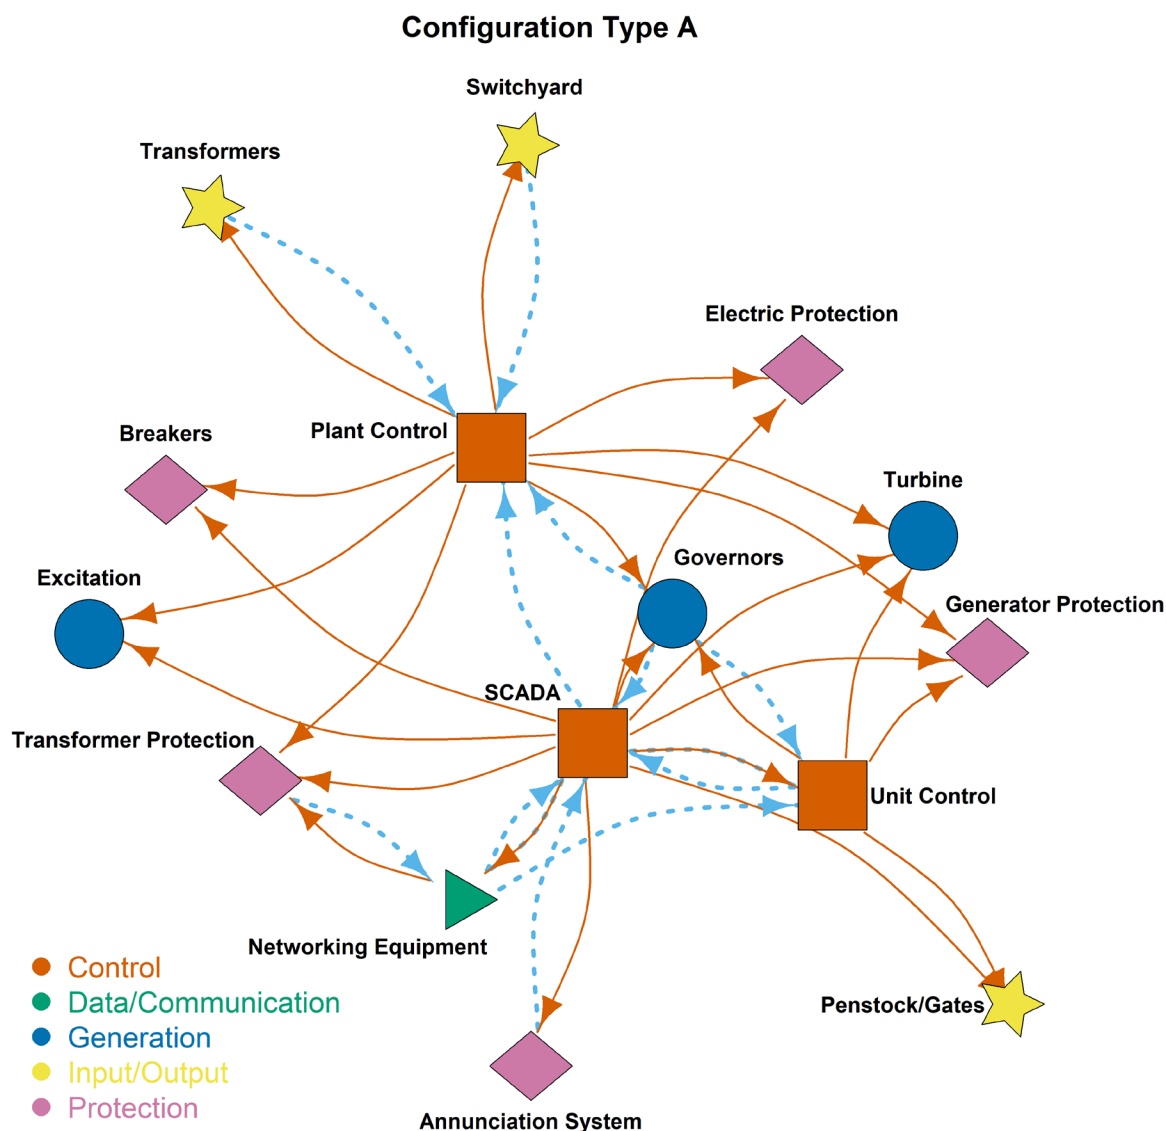 Configuration Type A
Switchyard
Transformers
Electric Protection
Plant Control
Breakers
Turbine
Governors
Excitation
Generator Protection
SCADA
Transformer Protection
Unit Control
Networking Equipment
Control
Data/Communication
Penstock/Gates
Generation
Input/Output
Protection
Annunciation System